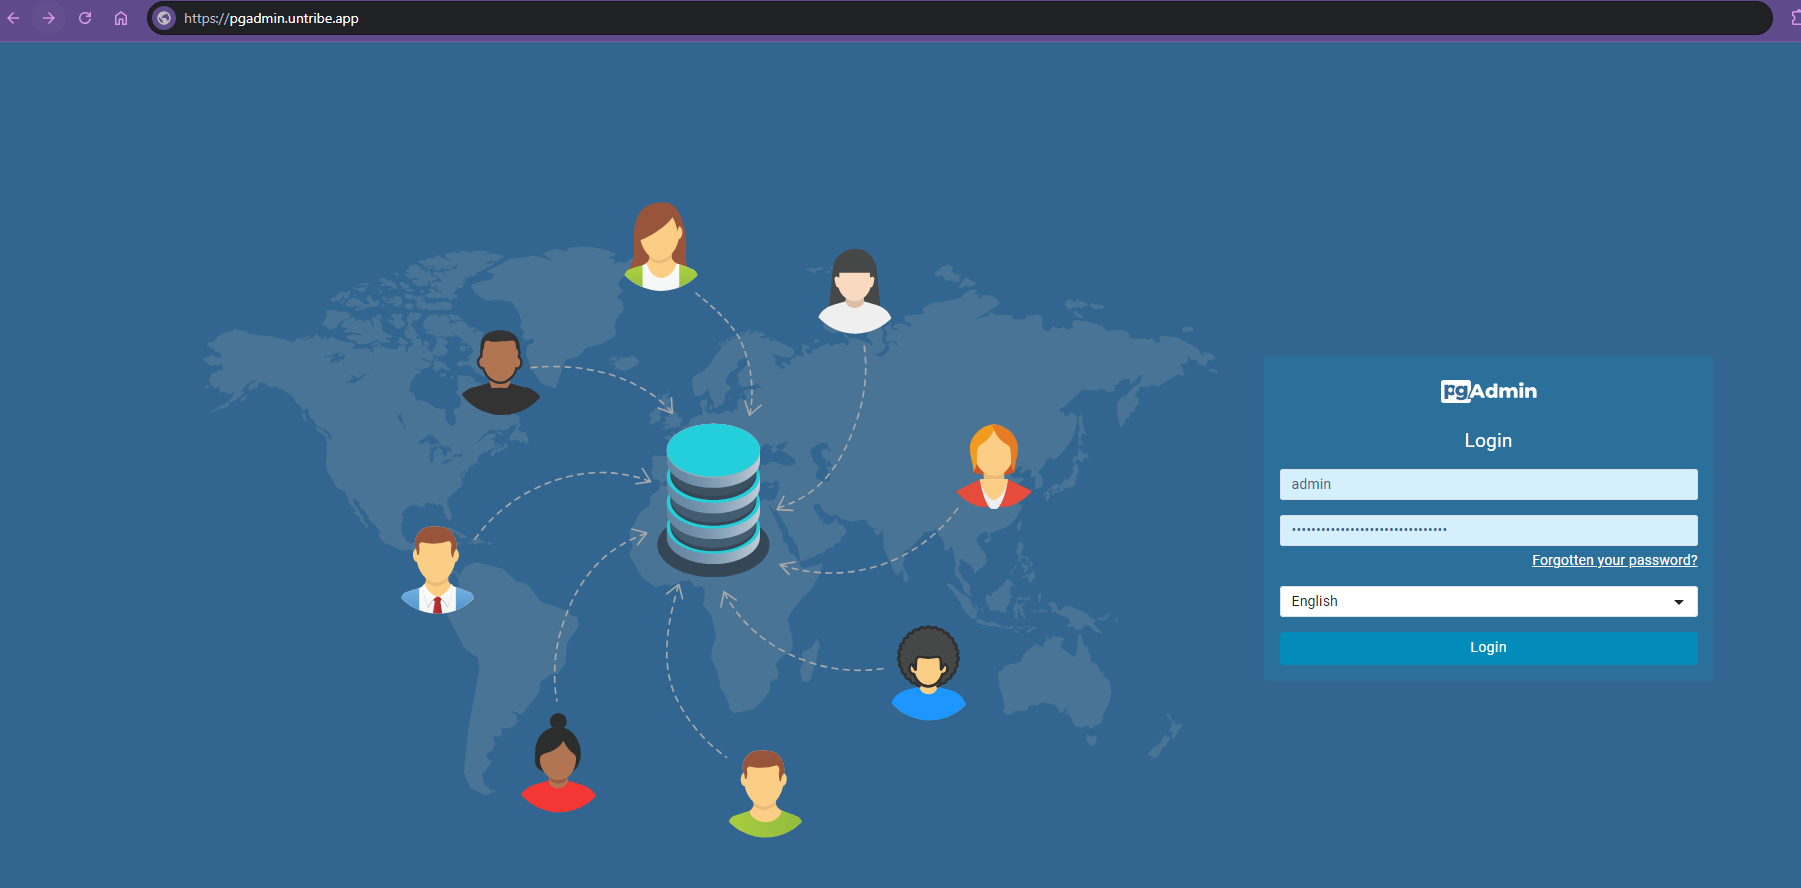 https://pgadmin.untribe.app
pgAdmin
Login
admin
••••••••••••••••••••••••••••••••
Forgotten your password?
English
Login